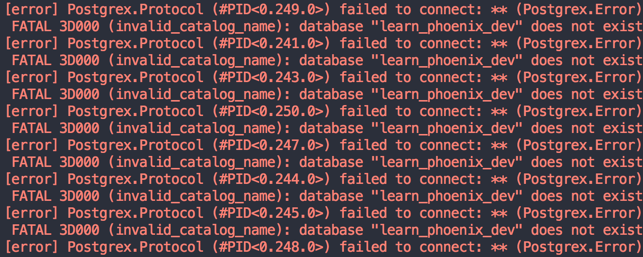 [error] Postgrex.Protocol (#PID<0.249.0>) failed to connect: ** (Postgrex.Error)
FATAL 3D000 (invalid_catalog_name): database "learn_phoenix_dev" does not exist
[error] Postgrex.Protocol (#PID<0.241.0>) failed to connect: ** (Postgrex.Error)
FATAL 3D000 (invalid_catalog_name): database "learn_phoenix_dev" does not exist
[error] Postgrex.Protocol (#PID<0.243.0>) failed to connect: ** (Postgrex.Error)
FATAL 3D000 (invalid_catalog_name): database "learn_phoenix_dev" does not exist
[error] Postgrex.Protocol (#PID<0.250.0>) failed to connect: ** (Postgrex.Error)
FATAL 3D000 (invalid_catalog_name): database "learn_phoenix_dev" does not exist
[error] Postgrex.Protocol (#PID<0.247.0>) failed to connect: ** (Postgrex.Error)
FATAL 3D000 (invalid_catalog_name): database "learn_phoenix_dev" does not exist
[error] Postgrex.Protocol (#PID<0.244.0>) failed to connect: ** (Postgrex.Error)
FATAL 3D000 (invalid_catalog_name): database "learn_phoenix_dev" does not exist
[error] Postgrex.Protocol (#PID<0.245.0>) failed to connect: ** (Postgrex.Error)
FATAL 3D000 (invalid_catalog_name): database "learn_phoenix_dev" does not exist
[error] Postgrex.Protocol (#PID<0.248.0>) failed to connect: ** (Postgrex.Error)